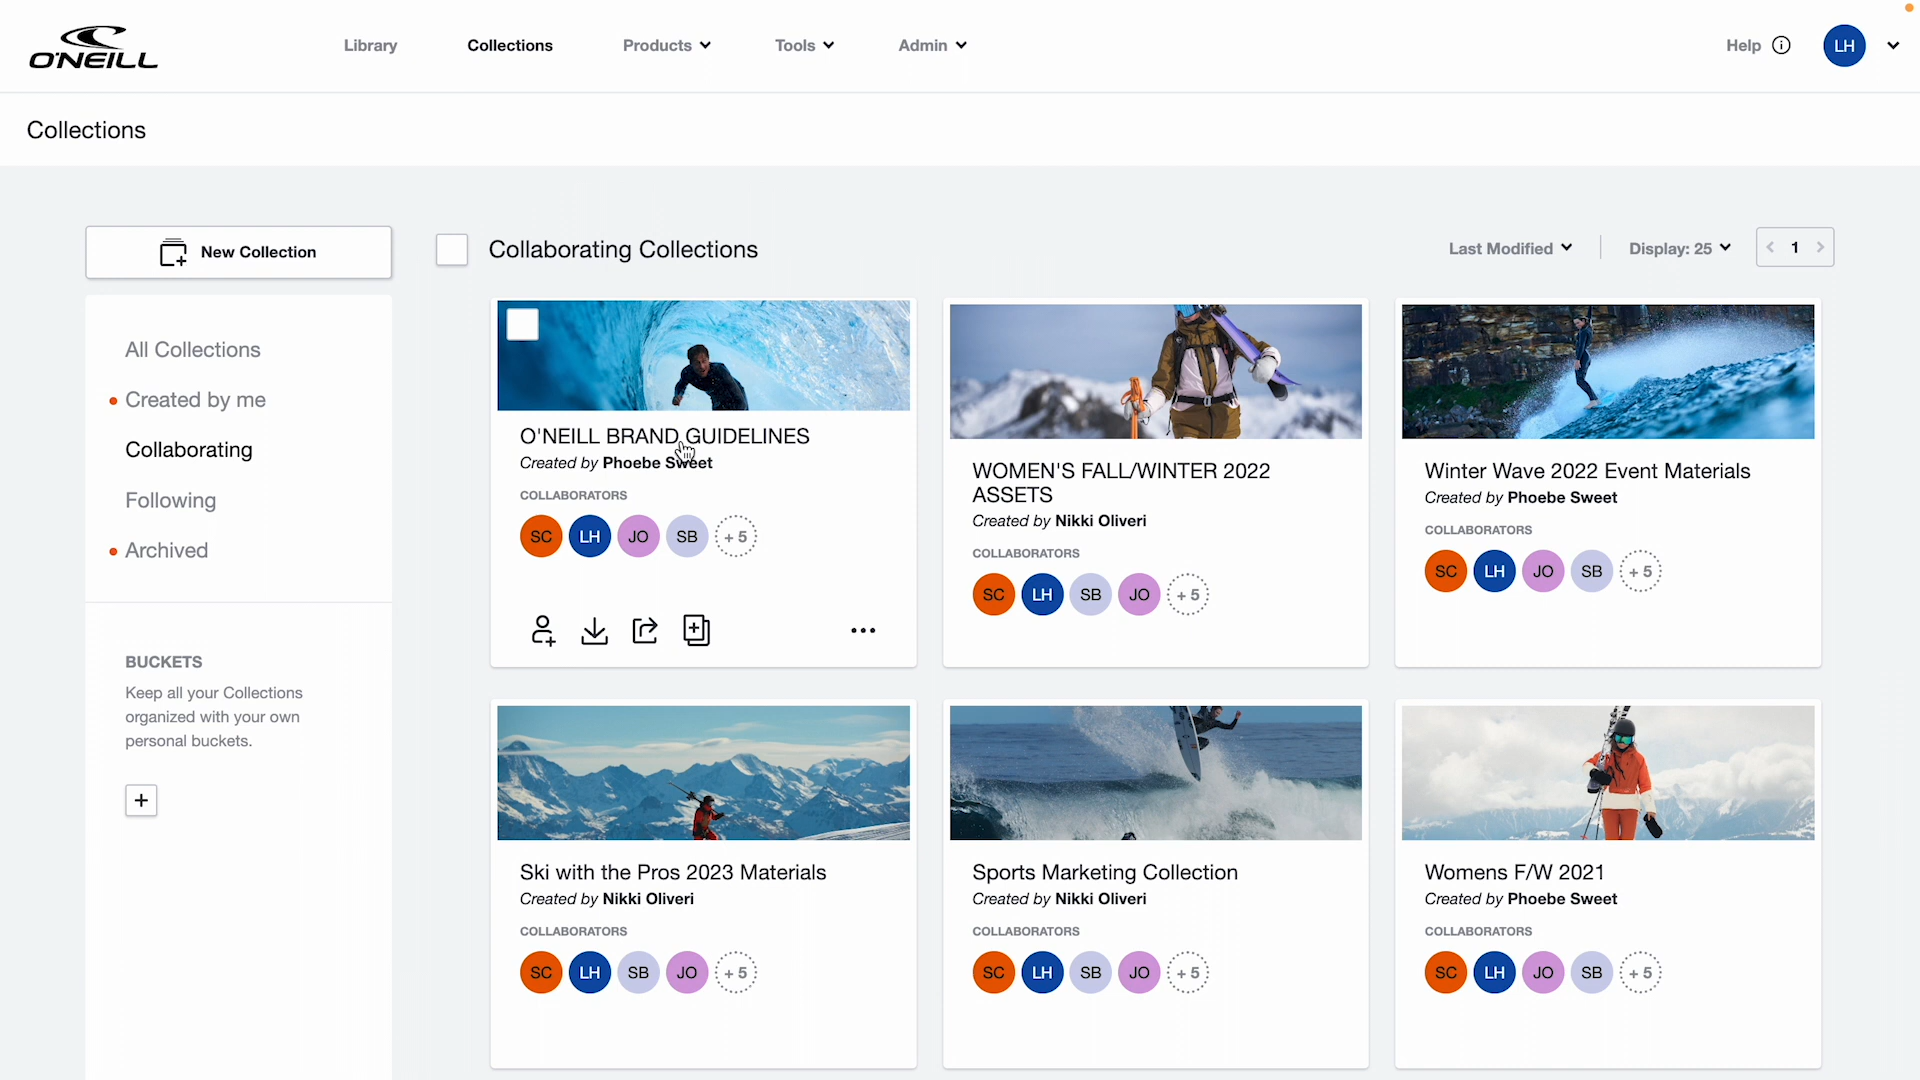 O'NEILL
Library
Collections
Products
Tools
Admin
Help
LH
Collections
New Collection
All Collections
Created by me
Collaborating
Following
Archived
BUCKETS
Keep all your Collections
organized with your own
personal buckets.
+
Collaborating Collections
Last Modified
Display: 25
1
O'NEILL BRAND GUIDELINES
Created by Phoebe Sweet
COLLABORATORS
SC LH JO SB + 5
WOMEN'S FALL/WINTER 2022
ASSETS
Created by Nikki Oliveri
COLLABORATORS
SC LH SB JO + 5
Winter Wave 2022 Event Materials
Created by Phoebe Sweet
COLLABORATORS
SC LH JO SB + 5
Ski with the Pros 2023 Materials
Created by Nikki Oliveri
COLLABORATORS
SC LH SB JO + 5
Sports Marketing Collection
Created by Nikki Oliveri
COLLABORATORS
SC LH SB JO + 5
Womens F/W 2021
Created by Phoebe Sweet
COLLABORATORS
SC LH JO SB + 5